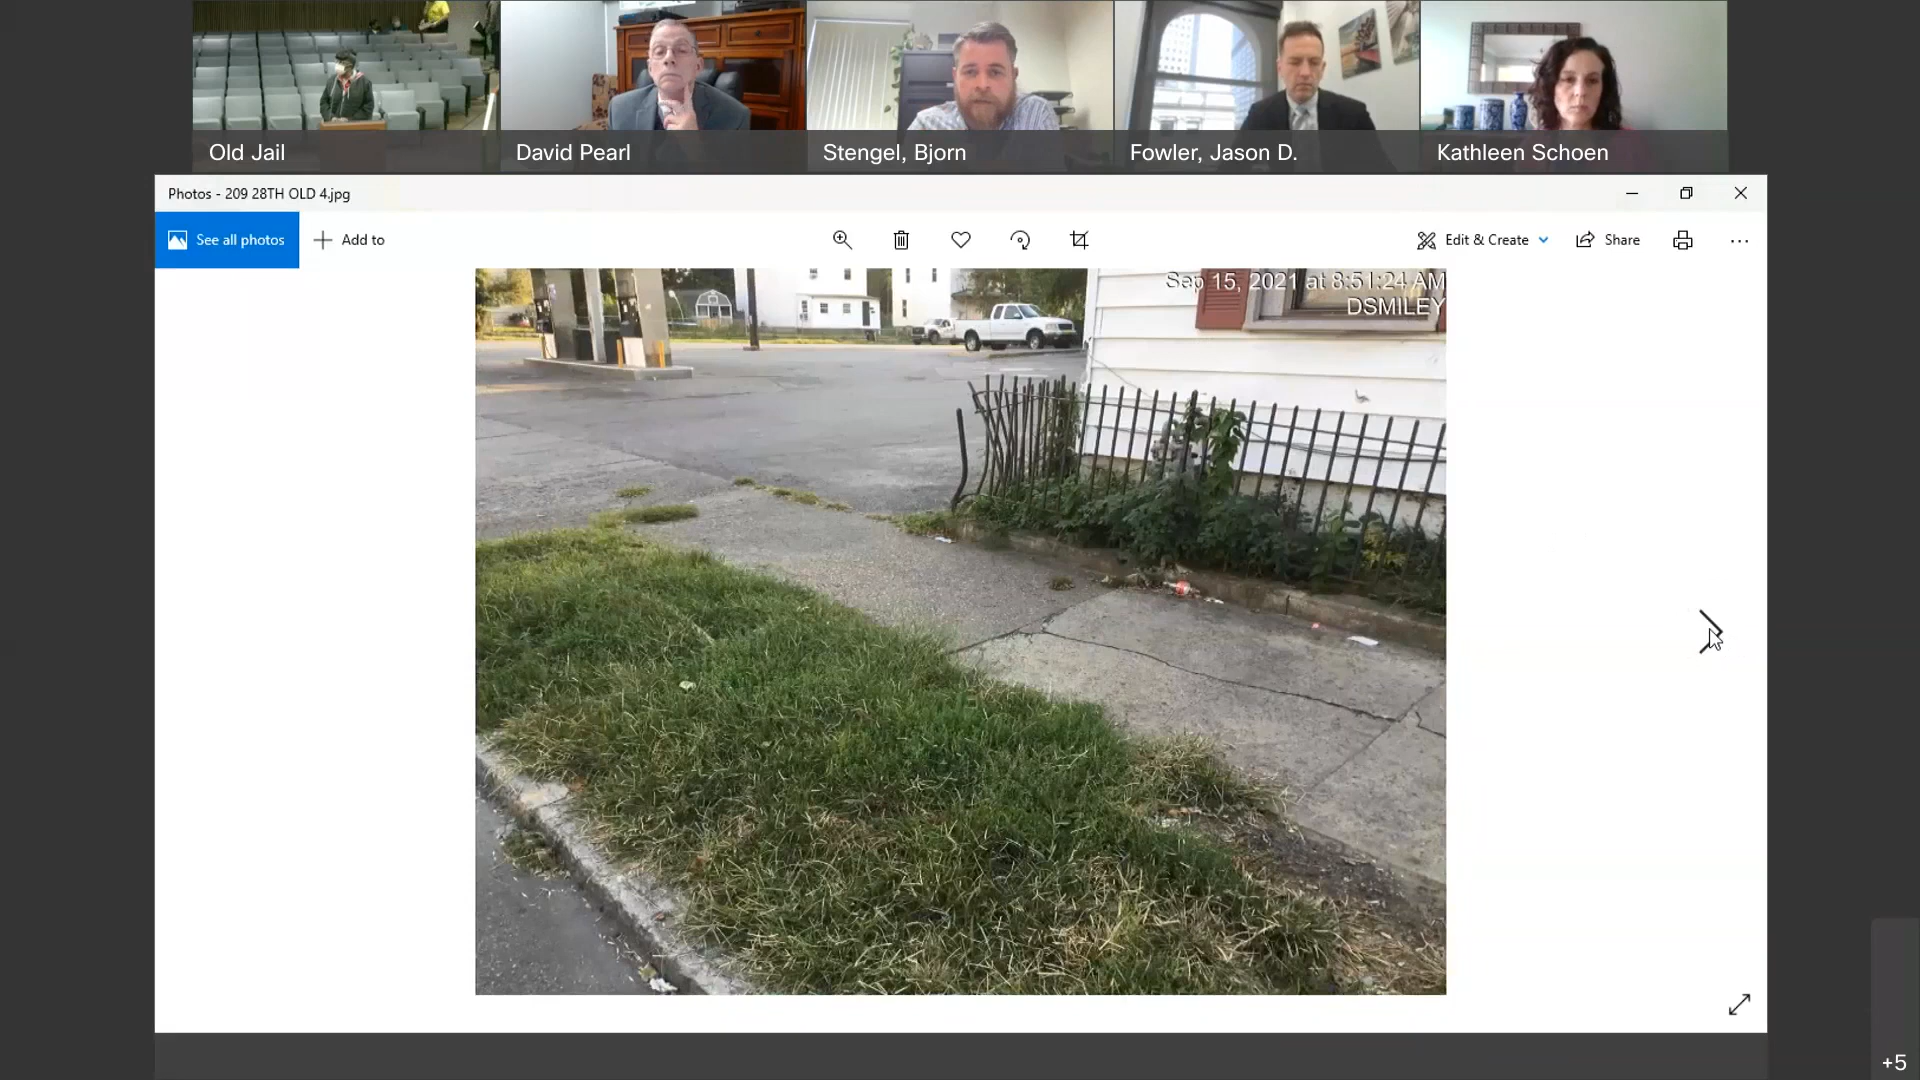 Old Jail
David Pearl
Stengel, Bjorn
Fowler, Jason D.
Kathleen Schoen
Photos - 209 28TH OLD 4.jpg
See all photos
Add to
Edit & Create
Share
Sep 15, 2021 at 8:51:24 AM
DSMILEY
+5